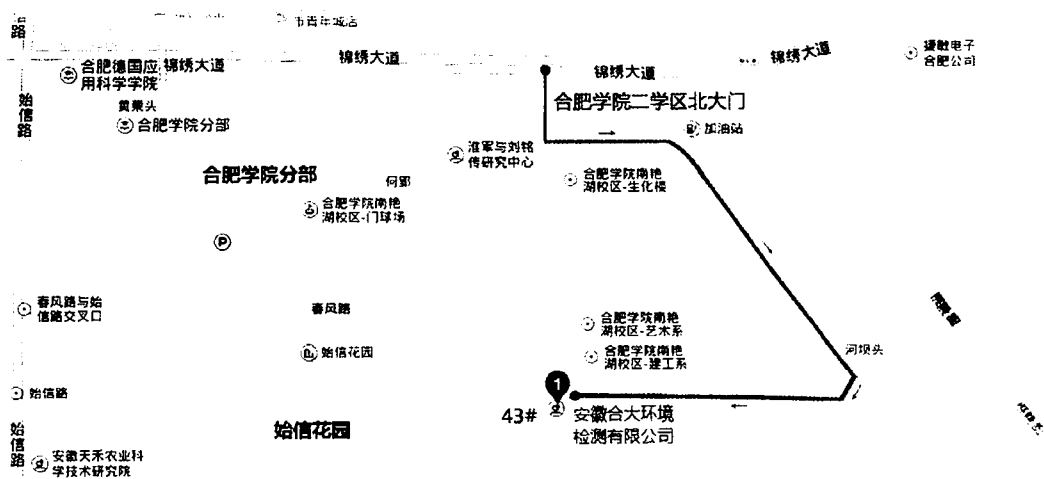 路
市青年城店
锦绣大道
锦绣大道
锦绣大道
锦绣大道
捷敏电子
合肥公司
合肥德国应
用科学学院
始信路
黄栗头
合肥学院分部
合肥学院二学区北大门
加油站
淮军与刘铭
传研究中心
合肥学院分部
何郢
合肥学院南艳
湖校区-生化楼
合肥学院南艳
湖校区-门球场
P
春风路与始
信路交叉口
春风路
合肥学院南艳
湖校区-艺术系
始信花园
合肥学院南艳
湖校区-建工系
河坝头
始信路
1
43#
安徽合大环境
检测有限公司
始信路
始信花园
安徽天禾农业科
学技术研究院